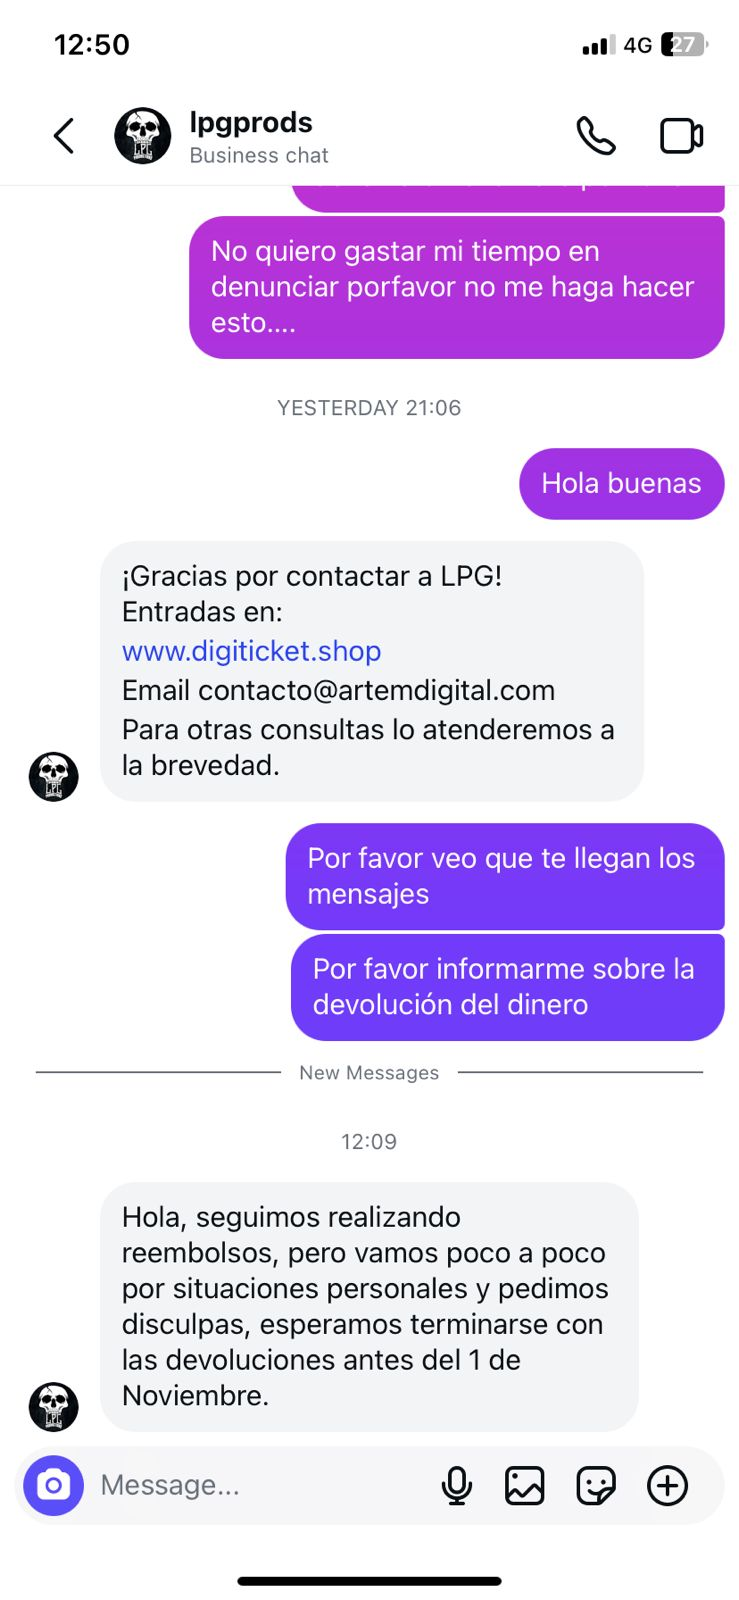 12:50
4G
27
lpgprods
Business chat
No quiero gastar mi tiempo en
denunciar porfavor no me haga hacer
esto....
YESTERDAY 21:06
Hola buenas
¡Gracias por contactar a LPG!
Entradas en:
www.digiticket.shop
Email contacto@artemdigital.com
Para otras consultas lo atenderemos a
la brevedad.
Por favor veo que te llegan los
mensajes
Por favor informarme sobre la
devolución del dinero
New Messages
12:09
Hola, seguimos realizando
reembolsos, pero vamos poco a poco
por situaciones personales y pedimos
disculpas, esperamos terminarse con
las devoluciones antes del 1 de
Noviembre.
Message...